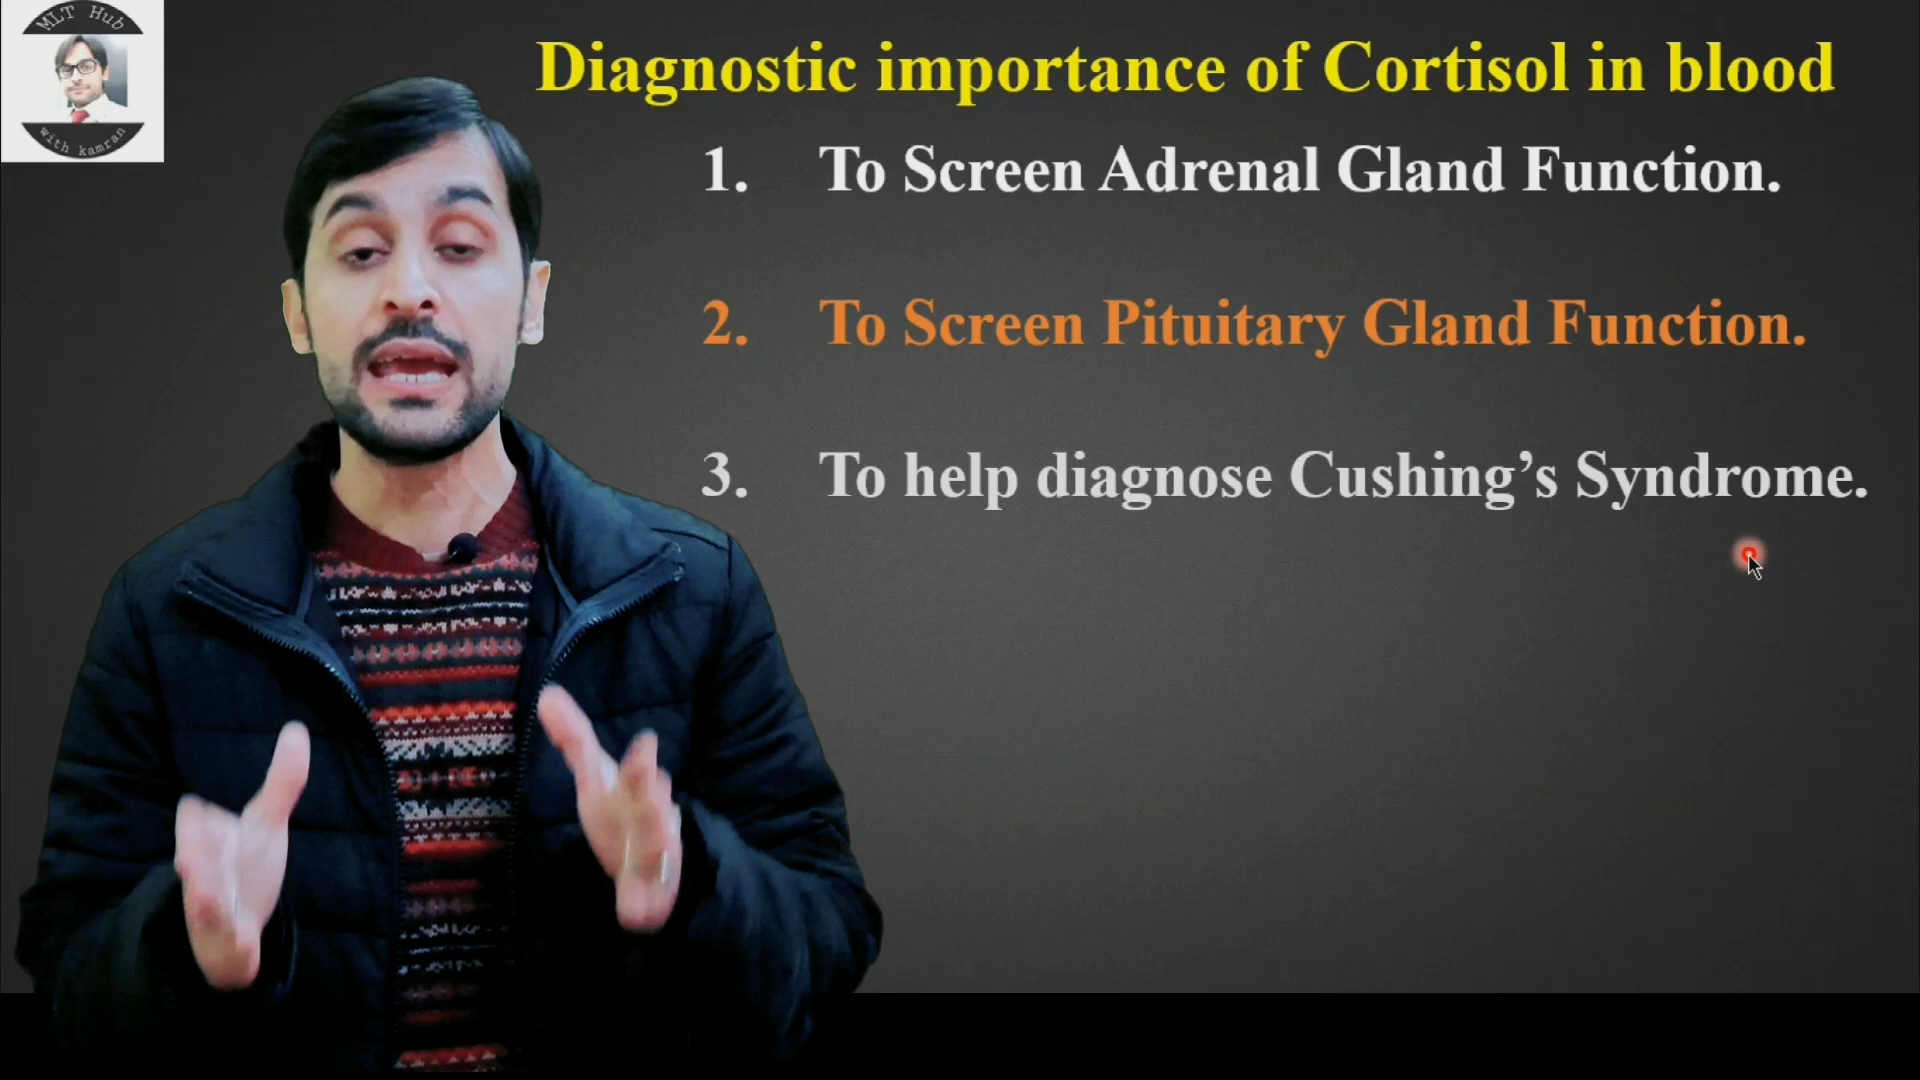 MLT Hub
with kamran
Diagnostic importance of Cortisol in blood
1. To Screen Adrenal Gland Function.
2. To Screen Pituitary Gland Function.
3. To help diagnose Cushing’s Syndrome.